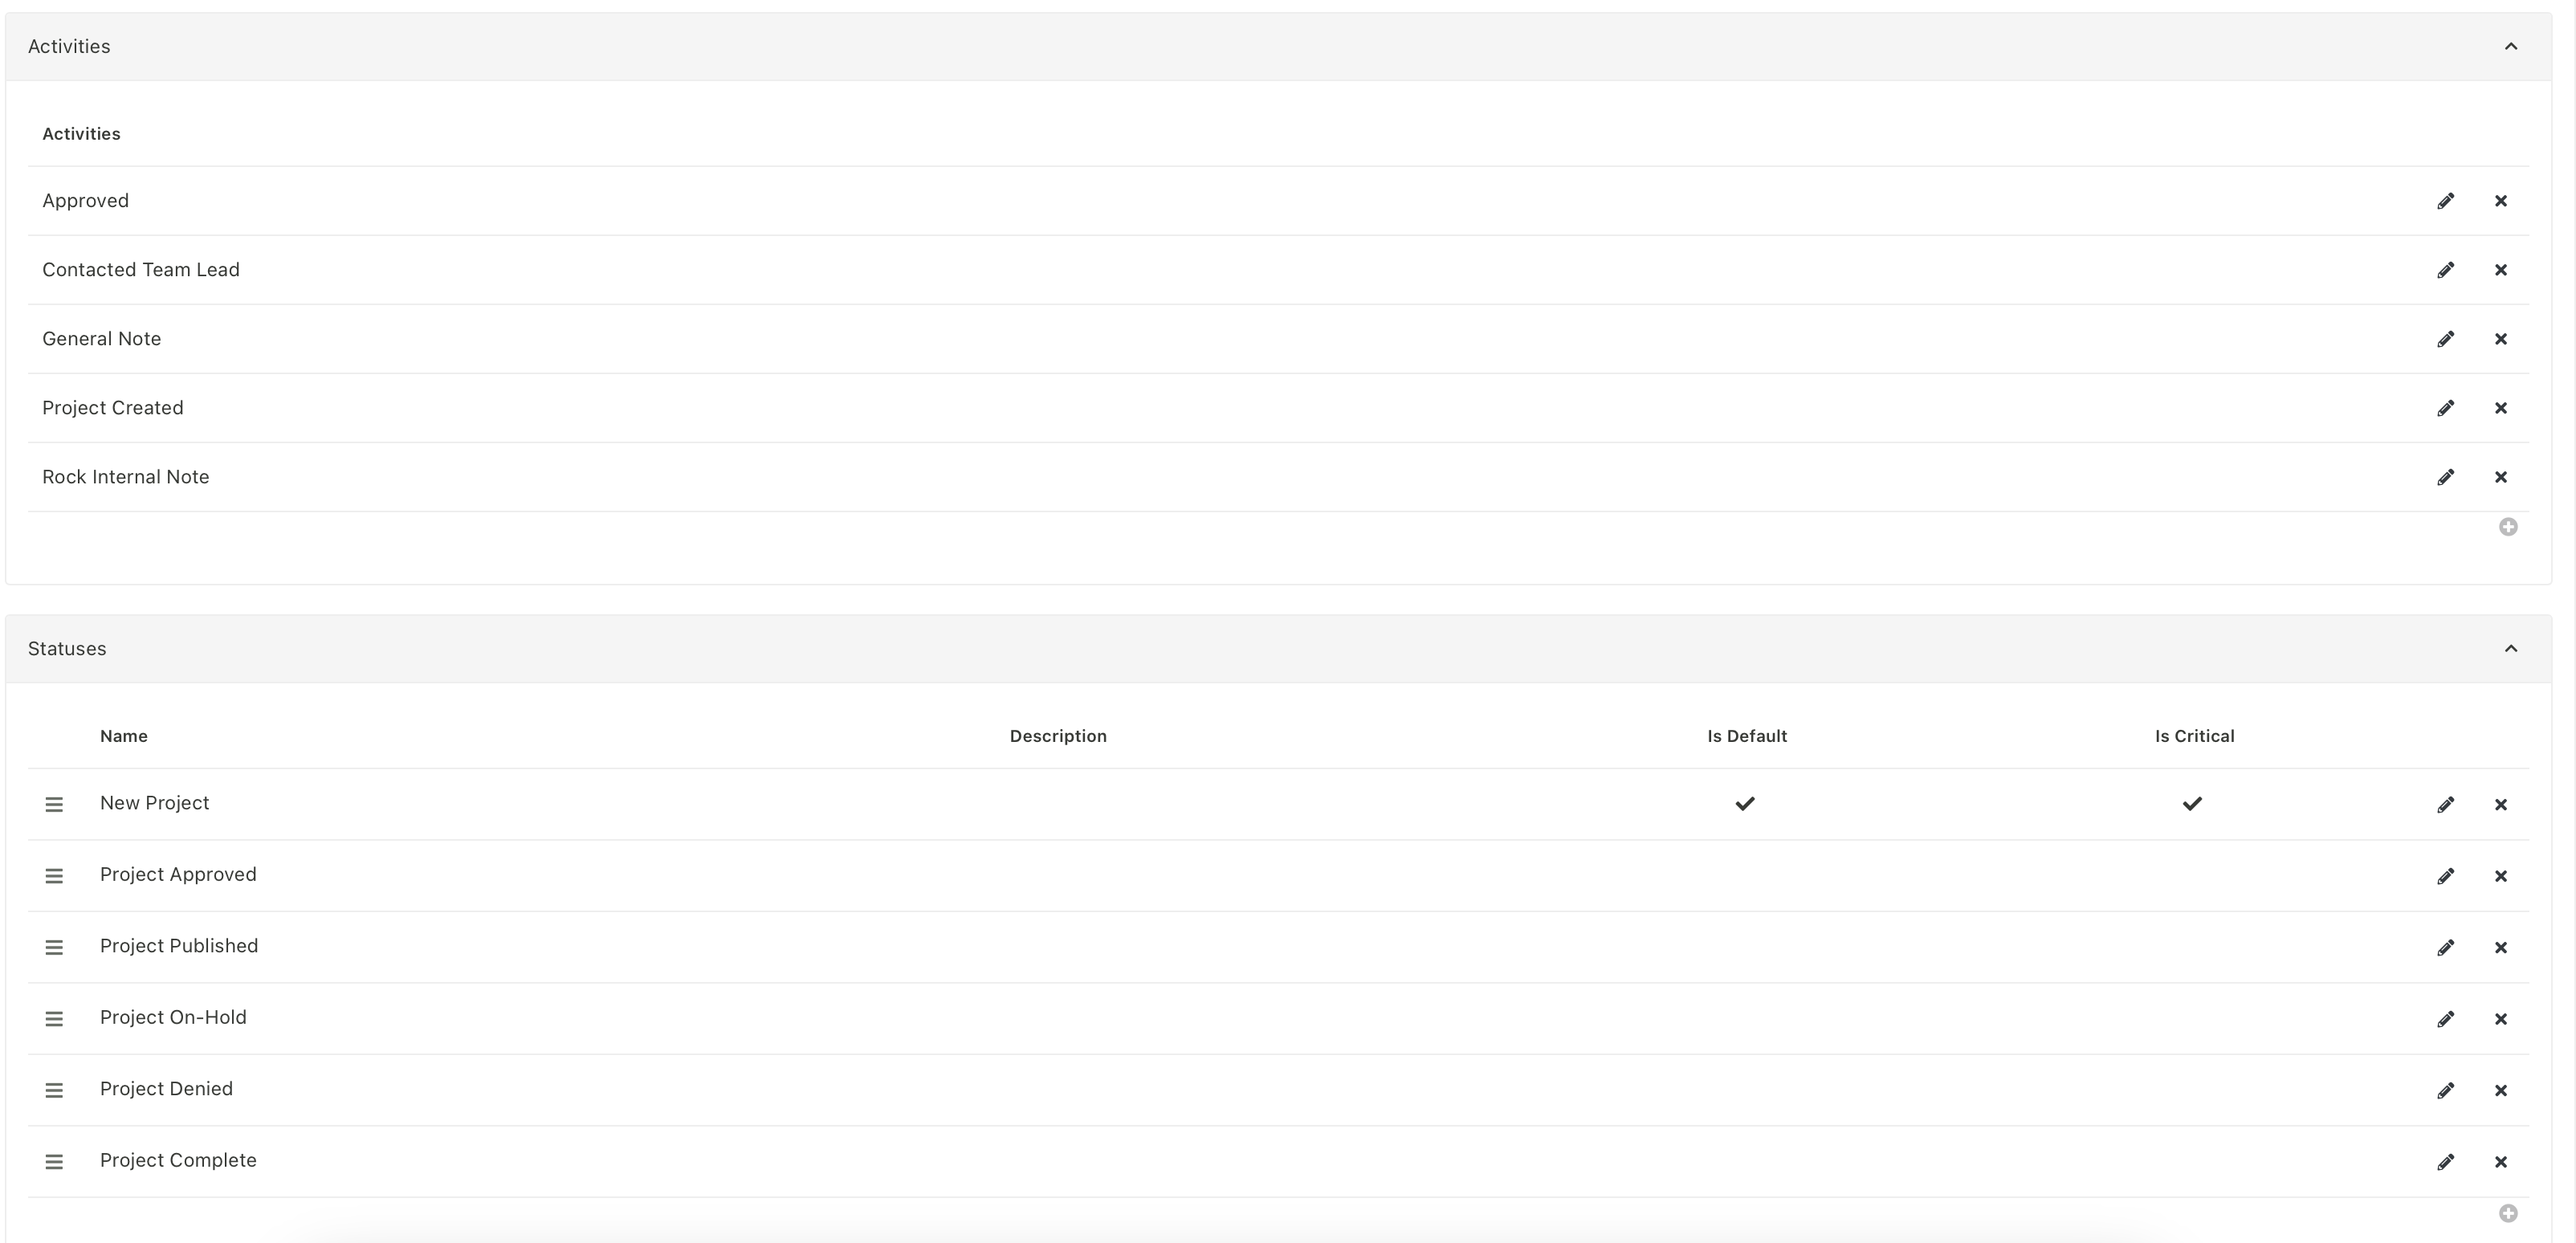 Activities
Activities
Approved
Contacted Team Lead
General Note
Project Created
Rock Internal Note
Statuses
Name Description Is Default Is Critical
New Project
Project Approved
Project Published
Project On-Hold
Project Denied
Project Complete